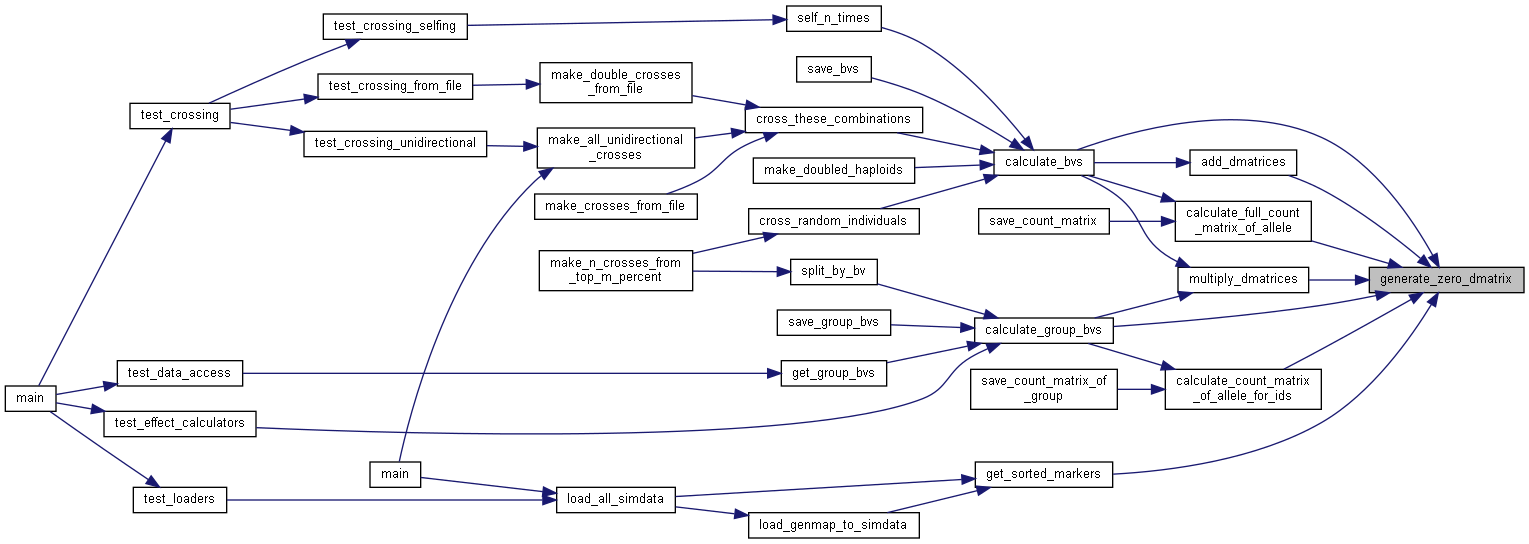 self_n_times
test_crossing_selfing
save_bvs
make_double_crosses
_from_file
test_crossing_from_file
test_crossing
cross_these_combinations
make_all_unidirectional
_crosses
test_crossing_unidirectional
calculate_bvs
add_dmatrices
make_doubled_haploids
make_crosses_from_file
cross_random_individuals
save_count_matrix
calculate_full_count
_matrix_of_allele
make_n_crosses_from
_top_m_percent
split_by_bv
multiply_dmatrices
generate_zero_dmatrix
save_group_bvs
calculate_group_bvs
test_data_access
get_group_bvs
save_count_matrix_of
_group
calculate_count_matrix
_of_allele_for_ids
main
test_effect_calculators
main
get_sorted_markers
test_loaders
load_all_simdata
load_genmap_to_simdata